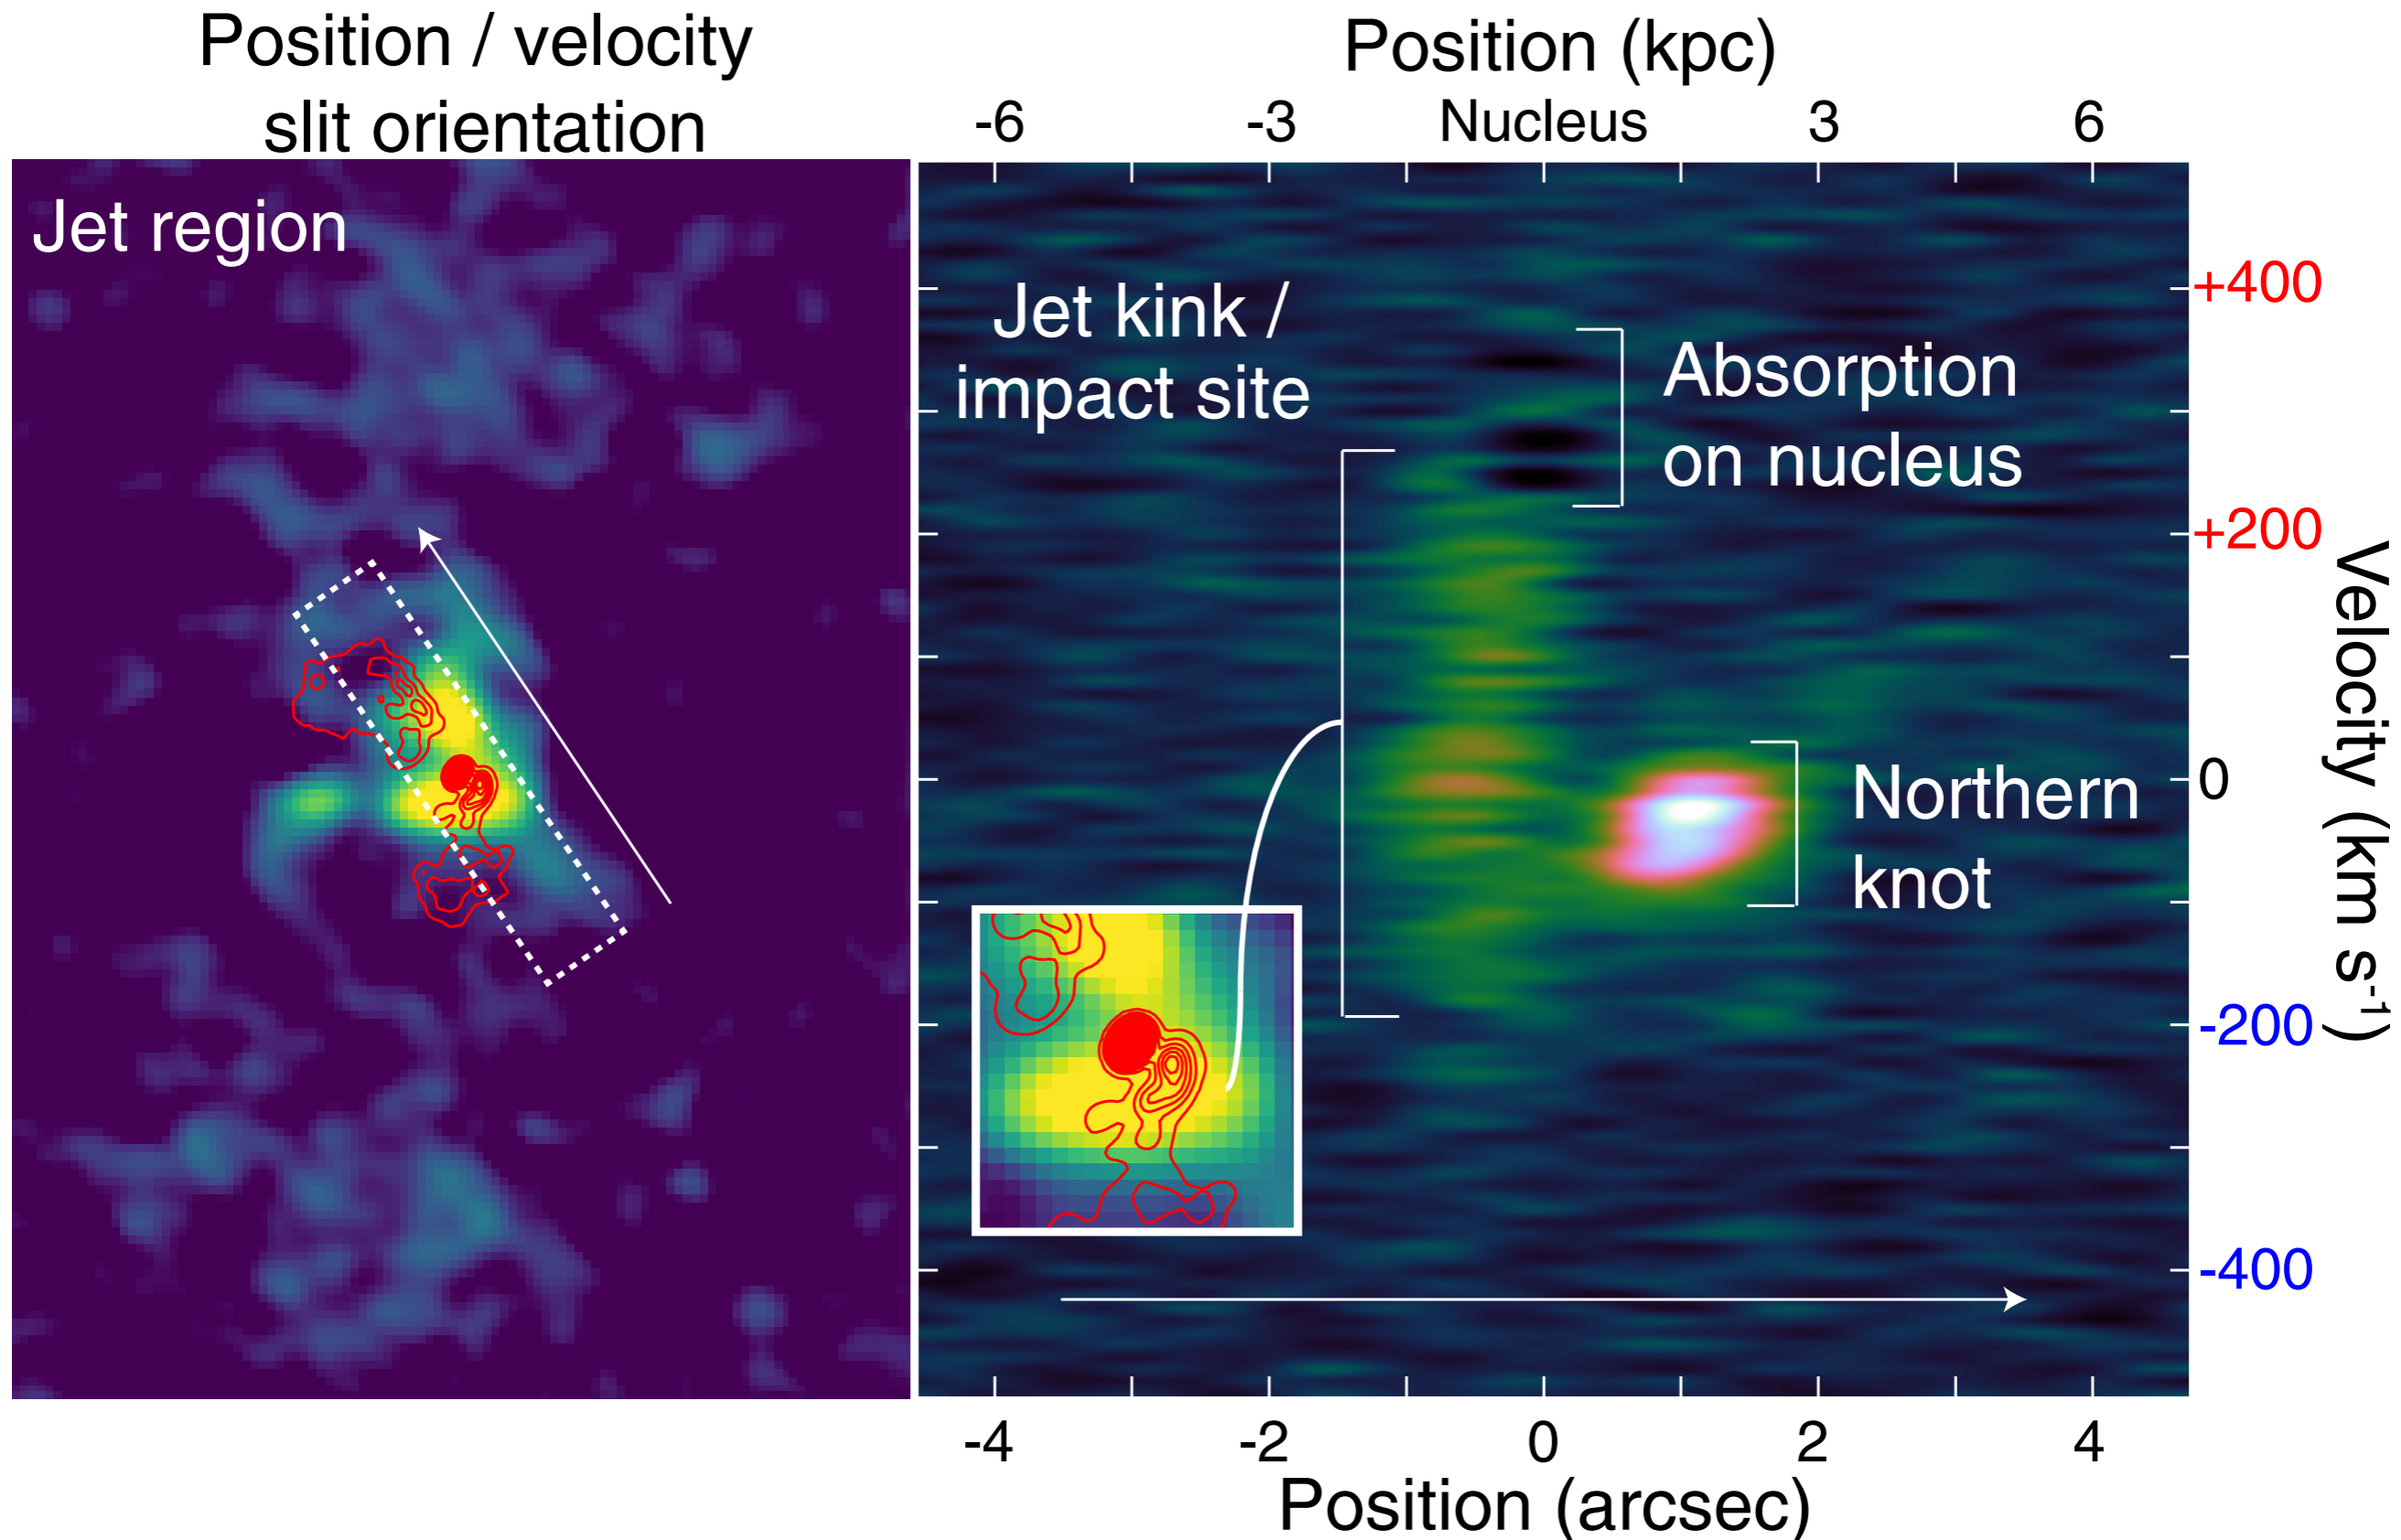 Position / velocity
slit orientation
Jet region
Position (kpc)
-6 -3 Nucleus 3 6
Jet kink /
impact site
Absorption
on nucleus
Northern
knot
+400
+200
0
-200
-400
Velocity (km s-1)
-4 -2 0 2 4
Position (arcsec)